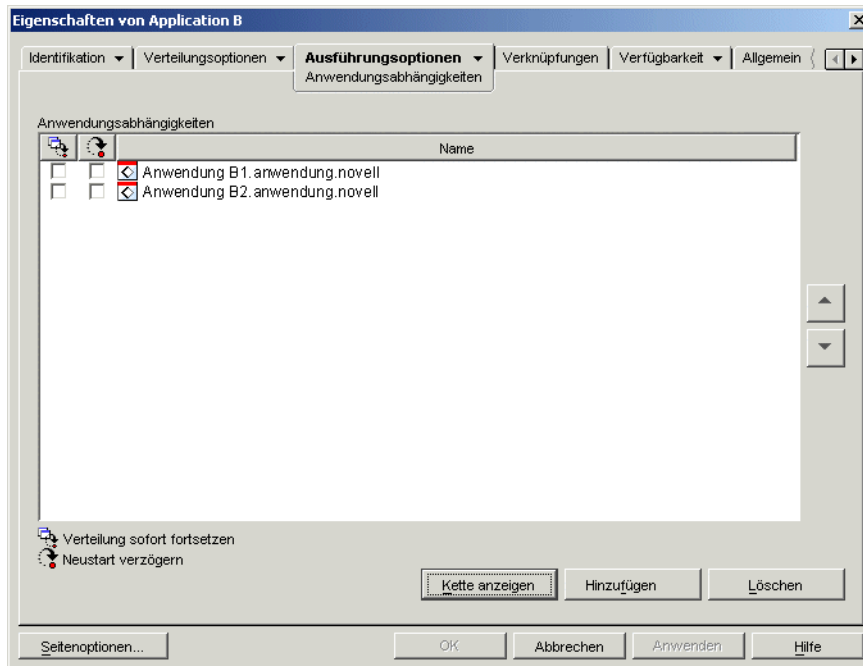 Eigenschaften von Application B
Identifikation Verteilungsoptionen Ausführungsoptionen Verknüpfungen Verfügbarkeit Allgemein
Anwendungsabhängigkeiten
Anwendungsabhängigkeiten
Name
Anwendung B1.anwendung.novell
Anwendung B2.anwendung.novell
Verteilung sofort fortsetzen
Neustart verzögern
Kette anzeigen Hinzufügen Löschen
Seitenoptionen... OK Abbrechen Anwenden Hilfe